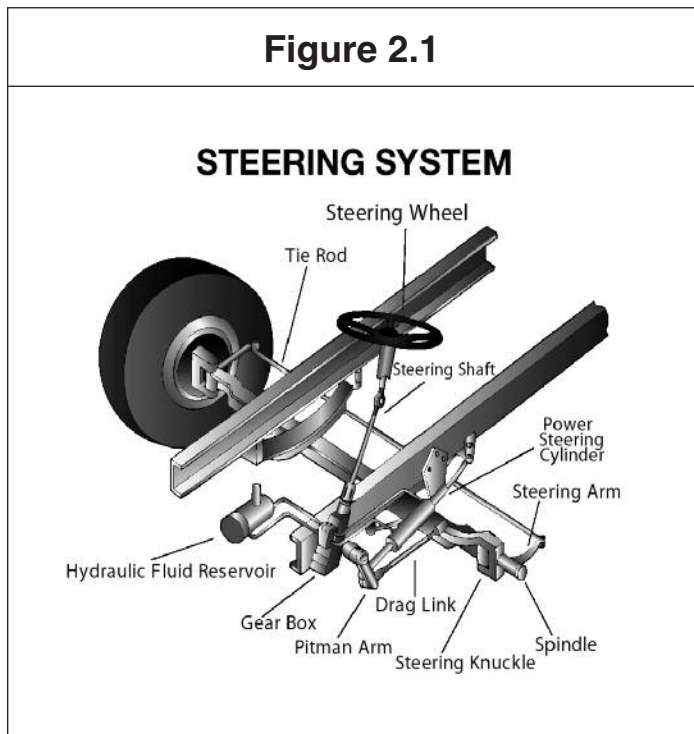 Figure 2.1
STEERING SYSTEM
Steering Wheel
Tie Rod
Steering Shaft
Power
Steering
Cylinder
Steering Arm
Hydraulic Fluid Reservoir
Gear Box
Pitman Arm
Drag Link
Steering Knuckle
Spindle